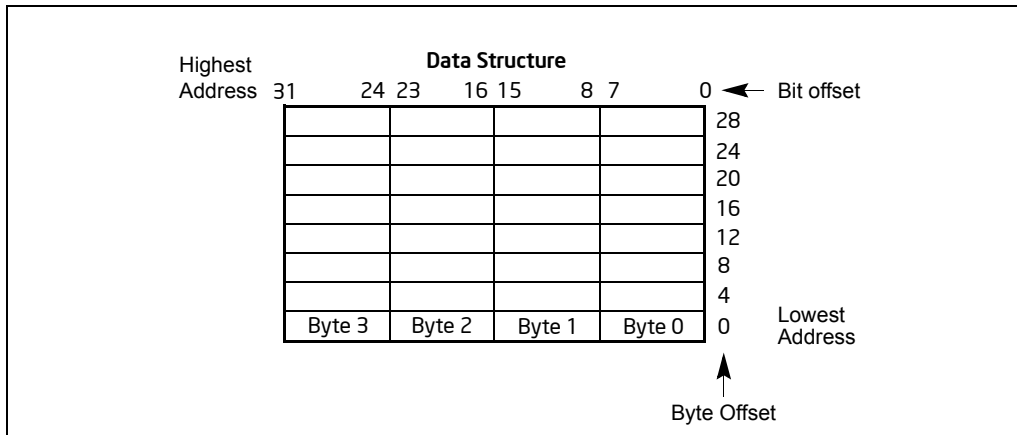 Data Structure
Highest
Address
31 24 23 16 15 8 7 0
Bit offset
28
24
20
16
12
8
4
Byte 3 Byte 2 Byte 1 Byte 0 0
Lowest
Address
Byte Offset